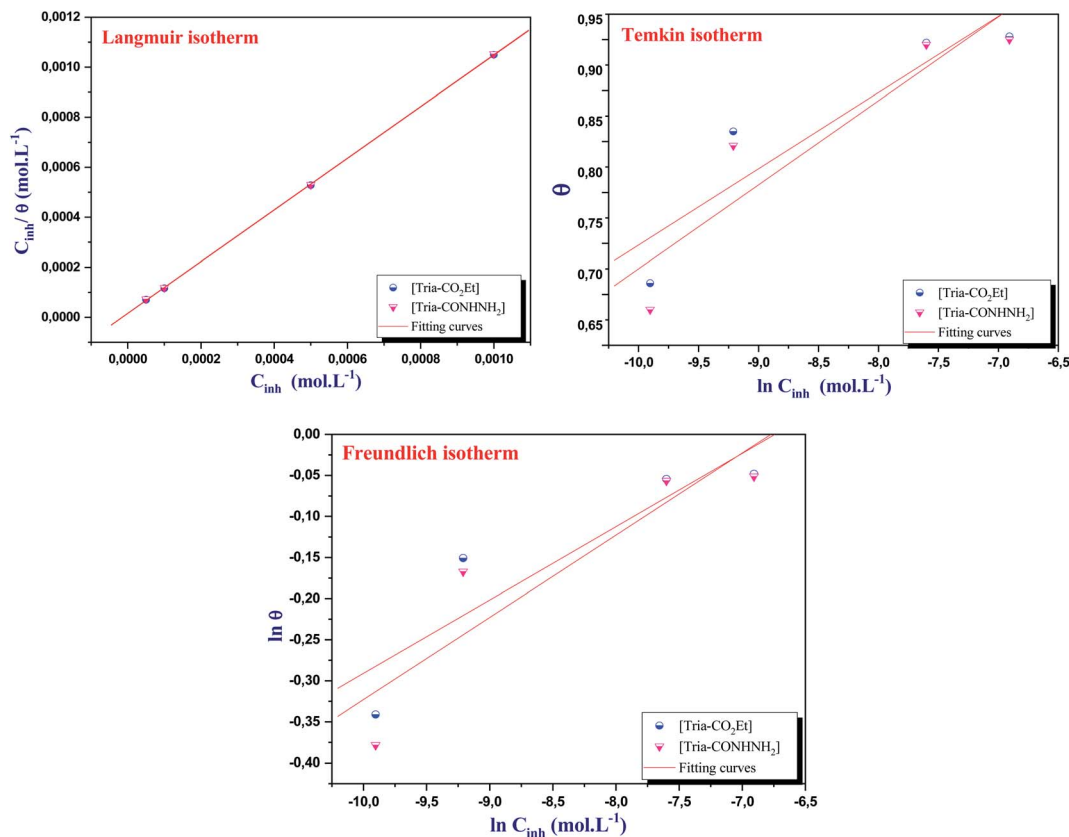 Langmuir isotherm
0,0012
0,0010
0,0008
0,0006
0,0004
0,0002
0,0000
C_inh/ θ (mol.L⁻¹)
[Tria-CO₂Et]
[Tria-CONHNH₂]
Fitting curves
0,0000 0,0002 0,0004 0,0006 0,0008 0,0010
C_inh (mol.L⁻¹)
Temkin isotherm
0,95
0,95
0,90
0,85
0,80
0,75
0,70
0,65
θ
[Tria-CO₂Et]
[Tria-CONHNH₂]
Fitting curves
-10,0 -9,5 -9,0 -8,5 -8,0 -7,5 -7,0 -6,5
ln C_inh (mol.L⁻¹)
Freundlich isotherm
0,00
-0,05
-0,10
-0,15
-0,20
-0,25
-0,30
-0,35
-0,40
ln θ
[Tria-CO₂Et]
[Tria-CONHNH₂]
Fitting curves
-10,0 -9,5 -9,0 -8,5 -8,0 -7,5 -7,0 -6,5
ln C_inh (mol.L⁻¹)